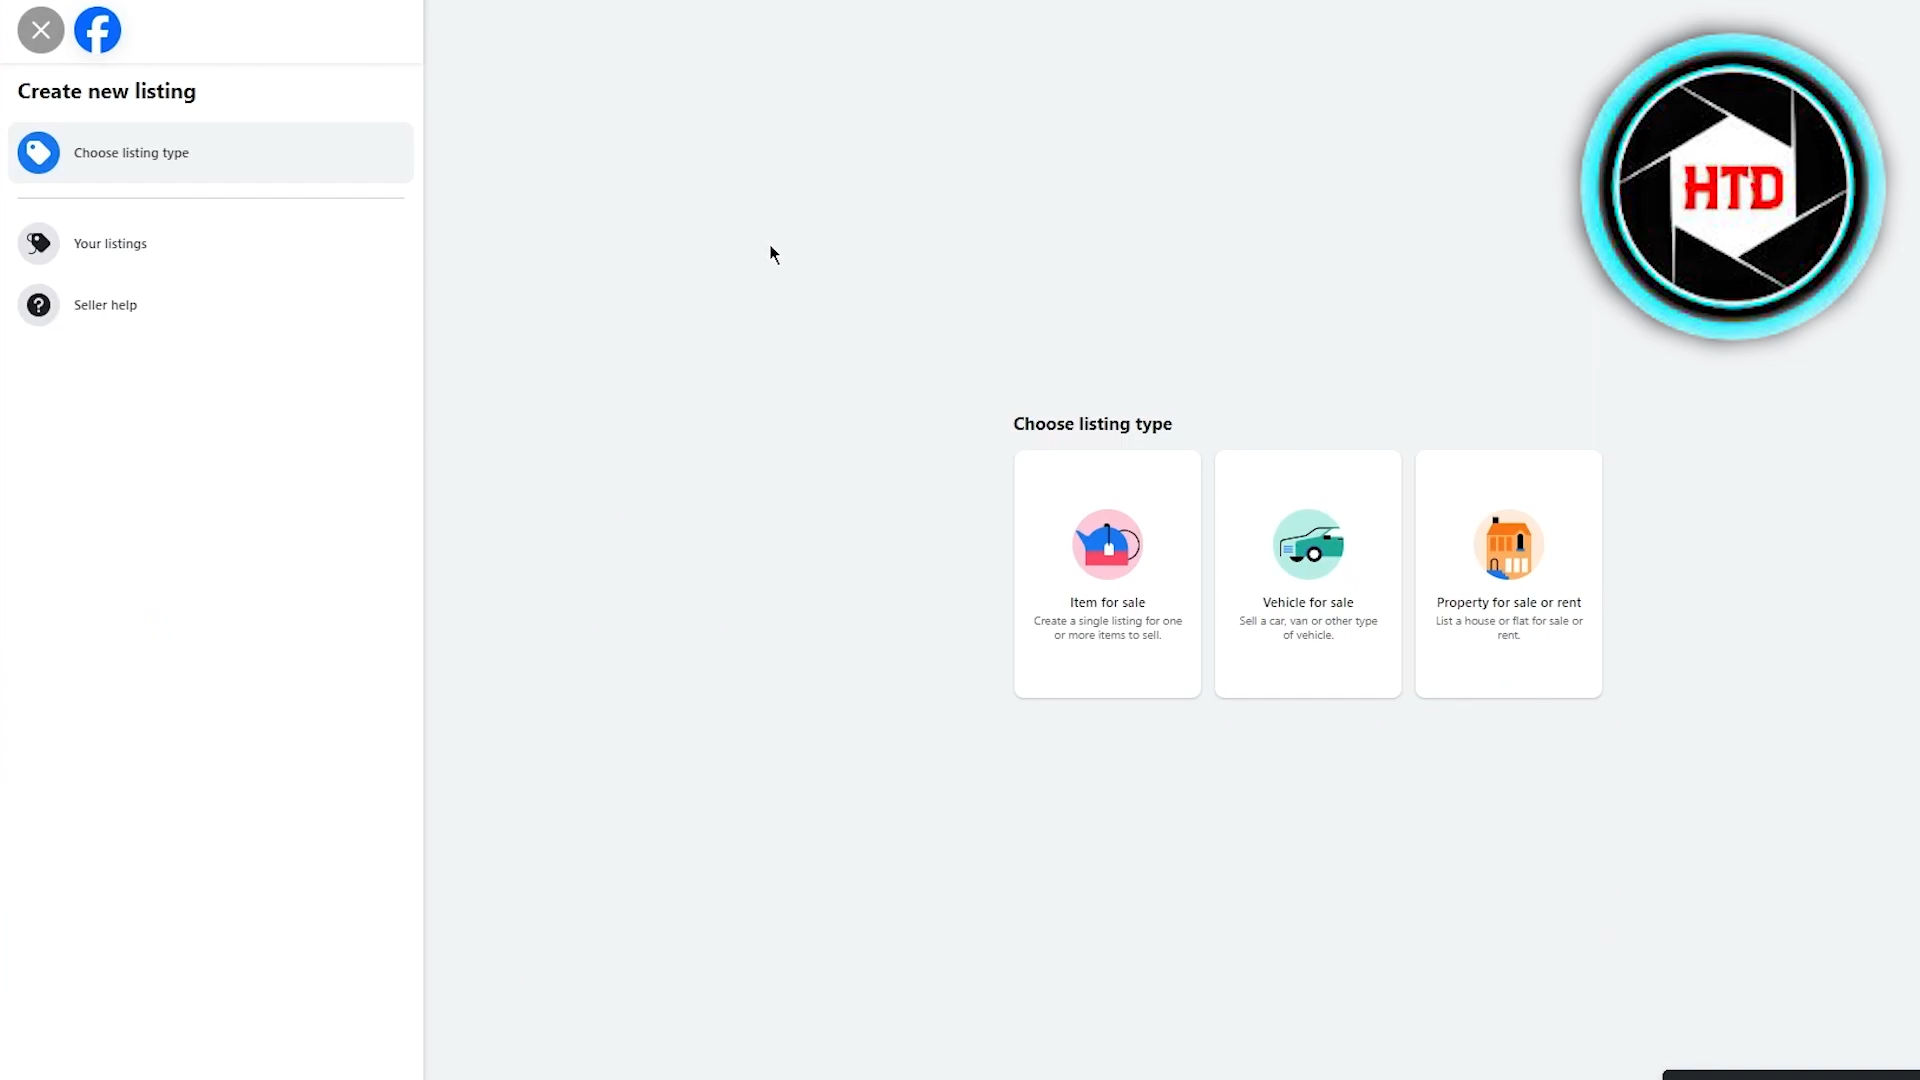 Create new listing
Choose listing type
Your listings
Seller help
HTD
Choose listing type
Item for sale
Create a single listing for one
or more items to sell.
Vehicle for sale
Sell a car, van or other type
of vehicle.
Property for sale or rent
List a house or flat for sale or
rent.